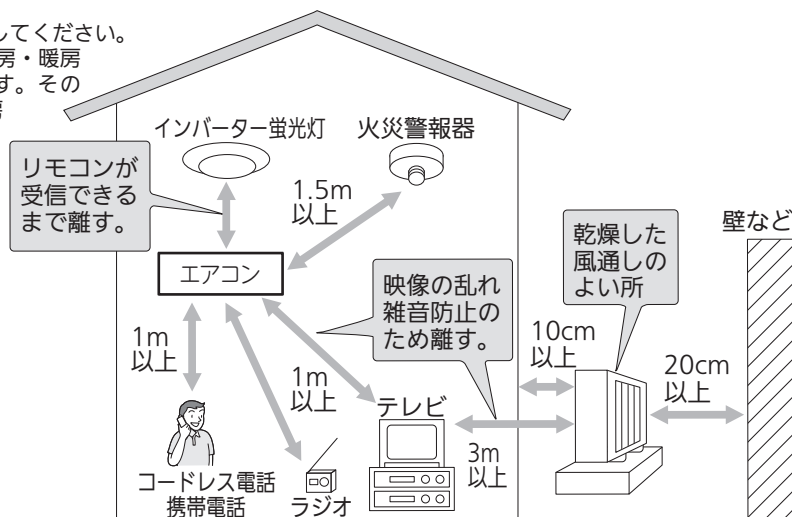 してください。
房・暖房
す。その
インバーター蛍光灯
火災警報器
リモコンが
受信できる
まで離す。
1.5m
以上
壁など
乾燥した
風通しの
よい所
エアコン
映像の乱れ
雑音防止の
ため離す。
1m
以上
10cm
以上
20cm
以上
1m
以上
テレビ
3m
以上
コードレス電話
携帯電話
ラジオ